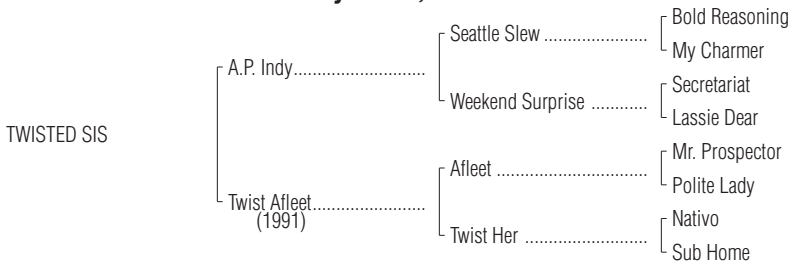 Bold Reasoning
Seattle Slew ........................
My Charmer
A.P. Indy..............................
Secretariat
Weekend Surprise .............
Lassie Dear
TWISTED SIS
Mr. Prospector
Afleet ...................................
Polite Lady
Twist Afleet..........................
(1991)
Nativo
Twist Her ............................
Sub Home